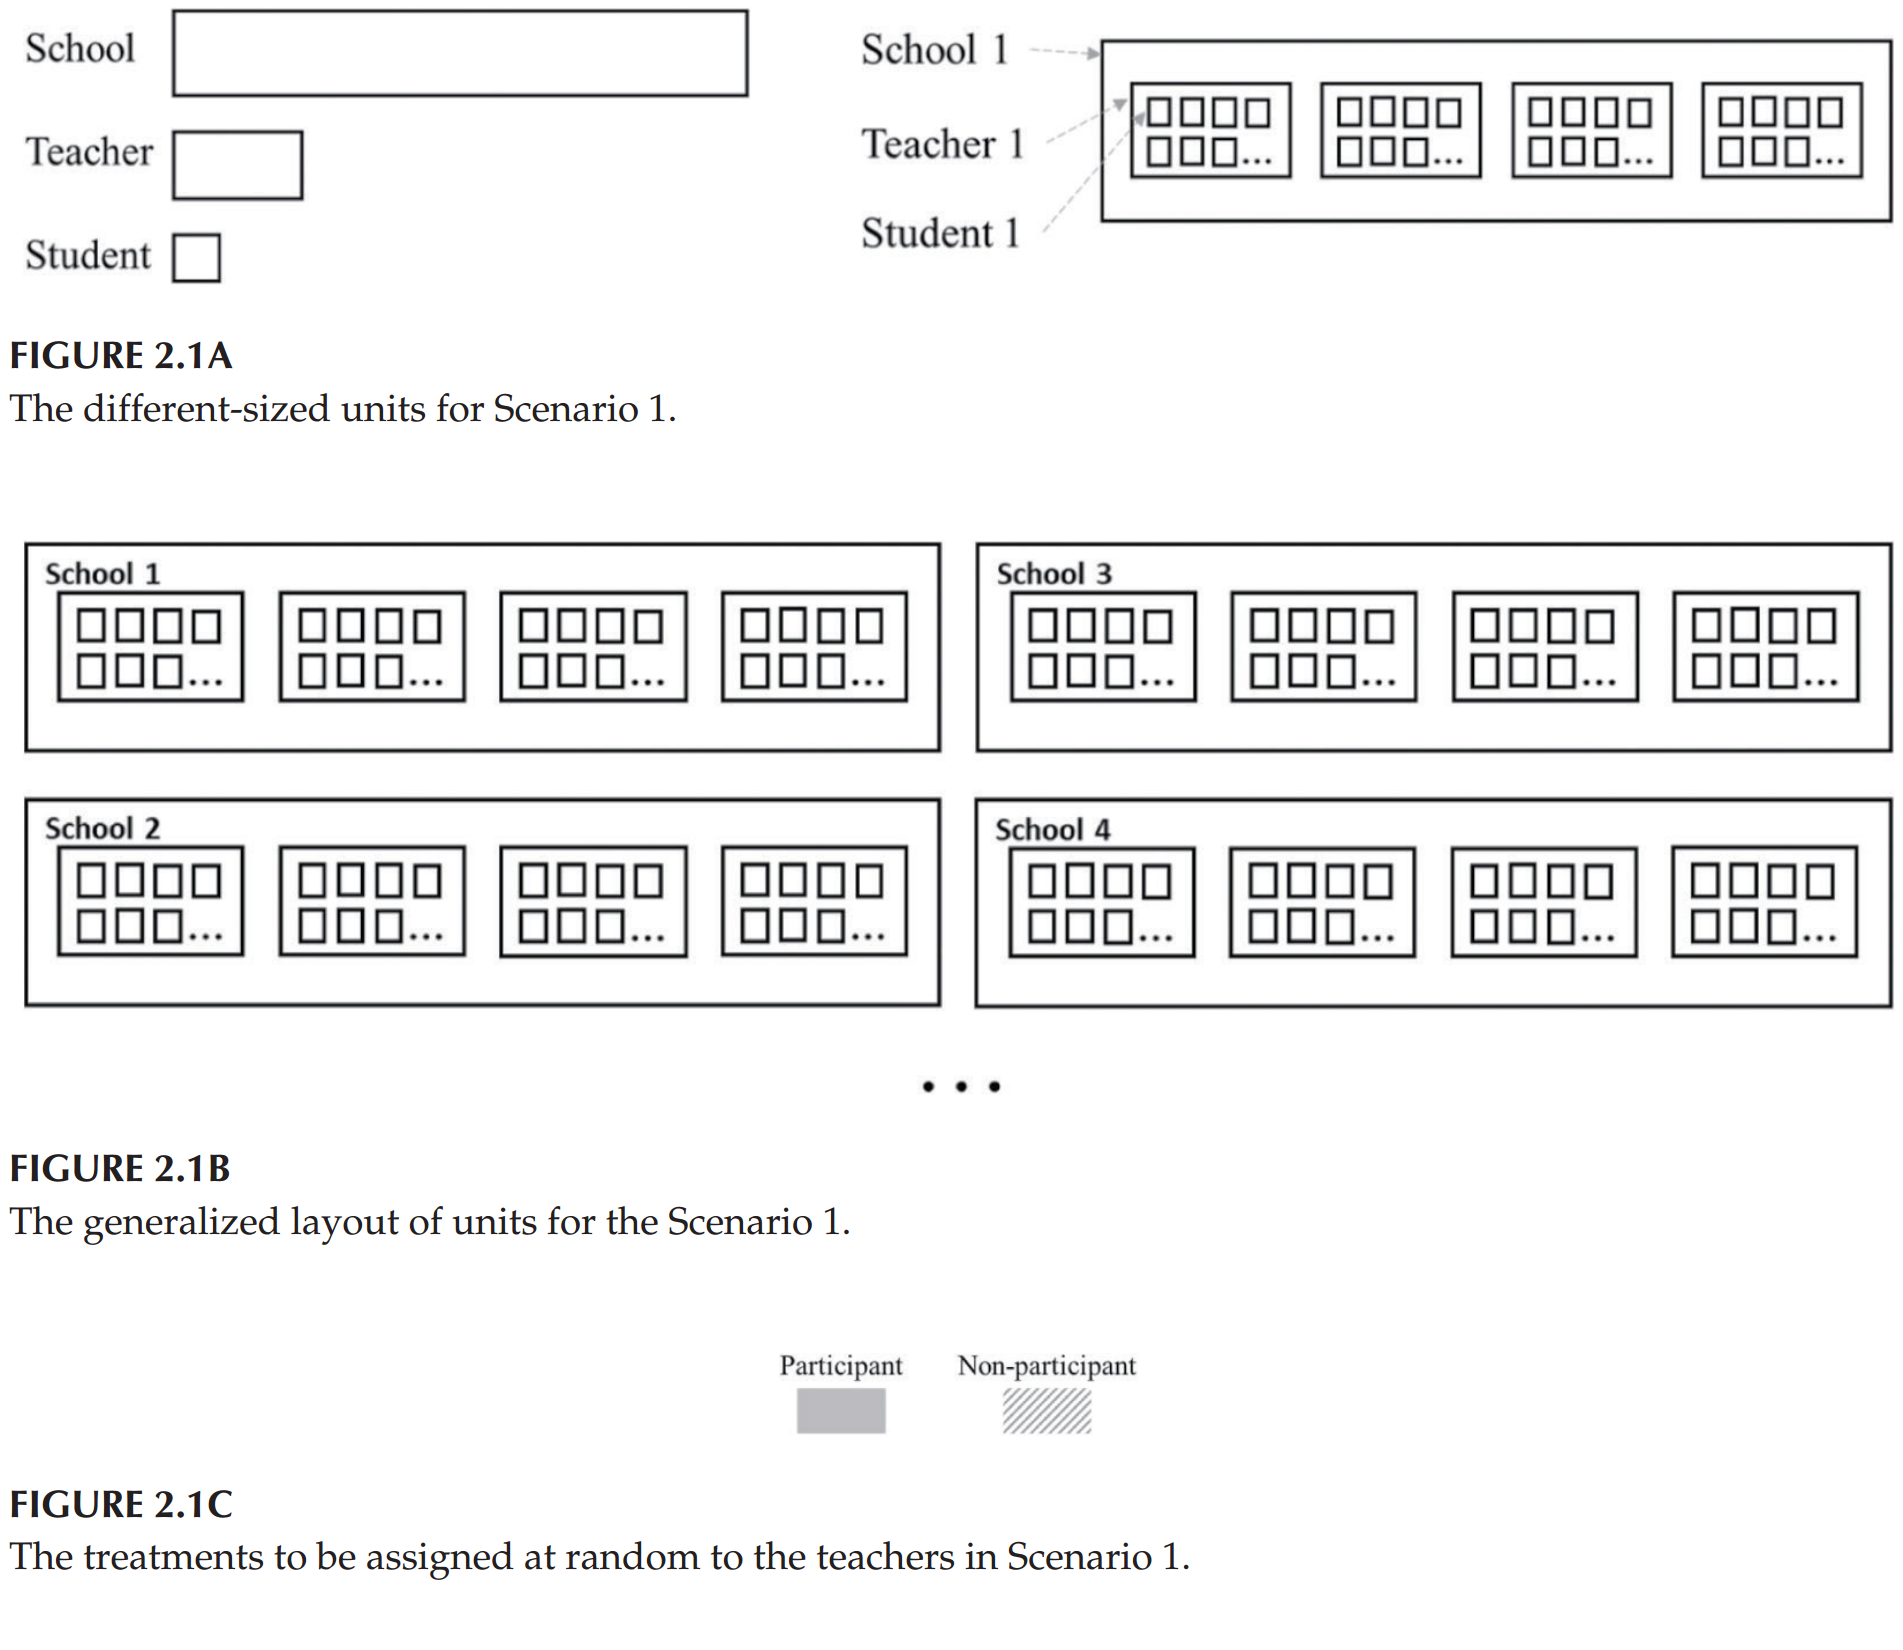 School
Teacher
Student
School 1
Teacher 1
Student 1
...
...
...
...
FIGURE 2.1A
The different-sized units for Scenario 1.
School 1
...
...
...
...
School 3
...
...
...
...
School 2
...
...
...
...
School 4
...
...
...
...
...
FIGURE 2.1B
The generalized layout of units for the Scenario 1.
Participant
Non-participant
FIGURE 2.1C
The treatments to be assigned at random to the teachers in Scenario 1.